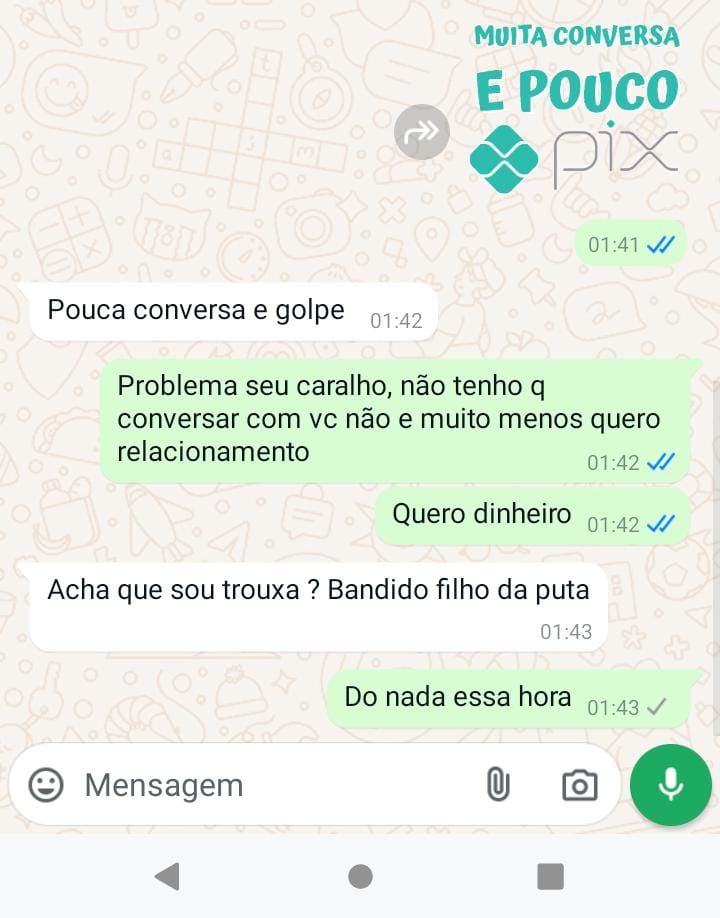 MUITA CONVERSA
E POUCO
pix
01:41
Pouca conversa e golpe
01:42
Problema seu caralho, não tenho q
conversar com vc não e muito menos quero
relacionamento
01:42
Quero dinheiro
01:42
Acha que sou trouxa ? Bandido filho da puta
01:43
Do nada essa hora
01:43
Mensagem